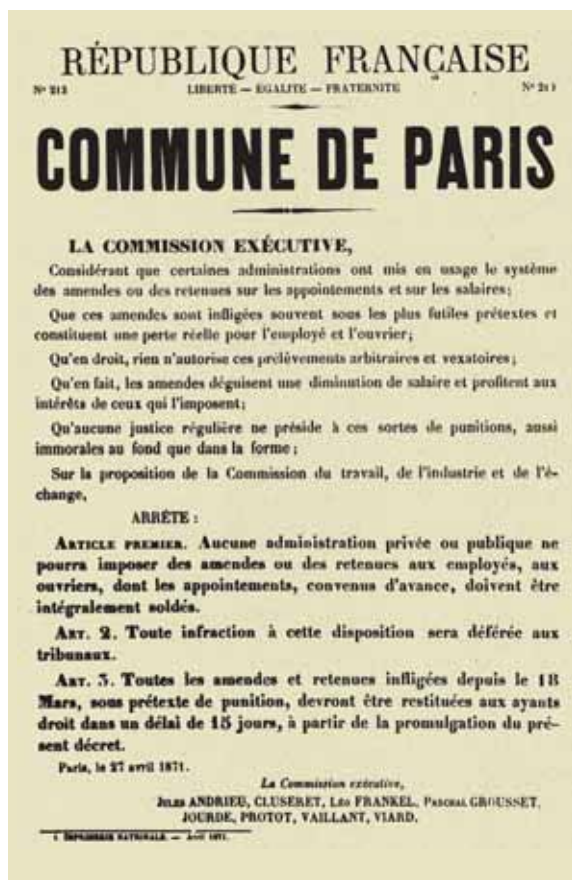 RÉPUBLIQUE FRANÇAISE
N° 213 LIBERTÉ — ÉGALITÉ — FRATERNITÉ N° 213
COMMUNE DE PARIS
LA COMMISSION EXÉCUTIVE,
Considérant que certaines administrations ont mis en usage le système
des amendes ou des retenues sur les appointements et sur les salaires;
Que ces amendes sont infligées souvent sous les plus futiles prétextes et
constituent une perte réelle pour l'employé et l'ouvrier;
Qu'en droit, rien n'autorise ces prélèvements arbitraires et vexatoires;
Qu'en fait, les amendes déguisent une diminution de salaire et profitent aux
intérêts de ceux qui l'imposent;
Qu'aucune justice régulière ne préside à ces sortes de punitions, aussi
immorales au fond que dans la forme;
Sur la proposition de la Commission du travail, de l'industrie et de l'é-
change,
ARRÊTE :
ARTICLE PREMIER. Aucune administration privée ou publique ne
pourra imposer des amendes ou des retenues aux employés, aux
ouvriers, dont les appointements, convenus d'avance, doivent être
intégralement soldés.
ART. 2. Toute infraction à cette disposition sera déférée aux
tribunaux.
ART. 3. Toutes les amendes et retenues infligées depuis le 18
Mars, sous prétexte de punition, devront être restituées aux ayants
droit dans un délai de 15 jours, à partir de la promulgation du pré-
sent décret.
Paris, le 27 avril 1871.
La Commission exécutive,
JULES ANDRIEU, CLUSERET, LÉO FRANKEL, PASCHAL GROUSSET,
JOURDE, PROTOT, VAILLANT, VIARD.
IMPRIMERIE NATIONALE. — Avril 1871.